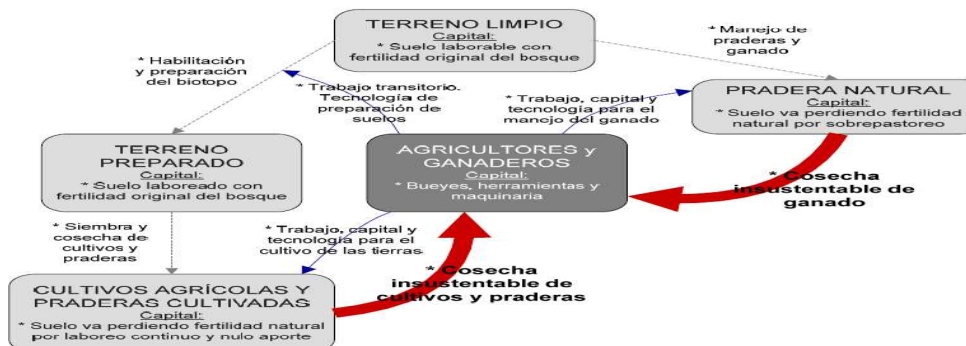 TERRENO LIMPIO
Capital:
* Suelo laborable con
fertilidad original del bosque
* Manejo de
praderas y
ganado
* Habilitación
y preparación
del biotopo
* Trabajo transitorio.
Tecnología de
preparación de
suelos
* Trabajo, capital y
tecnología para el
manejo del ganado
PRADERA NATURAL
Capital:
* Suelo va perdiendo fertilidad
natural por sobrepastoreo
TERRENO
PREPARADO
Capital:
* Suelo laboreado con
fertilidad original del bosque
AGRICULTORES y
GANADEROS
Capital:
* Bueyes, herramientas y
maquinaria
* Cosecha
insustentable de
ganado
* Siembra y
cosecha de
cultivos y
praderas
* Trabajo, capital y
tecnología para el
cultivo de las tierras
* Cosecha
insustentable de
cultivos y praderas
CULTIVOS AGRÍCOLAS Y
PRADERAS CULTIVADAS
Capital:
* Suelo va perdiendo fertilidad natural
por laboreo continuo y nulo aporte